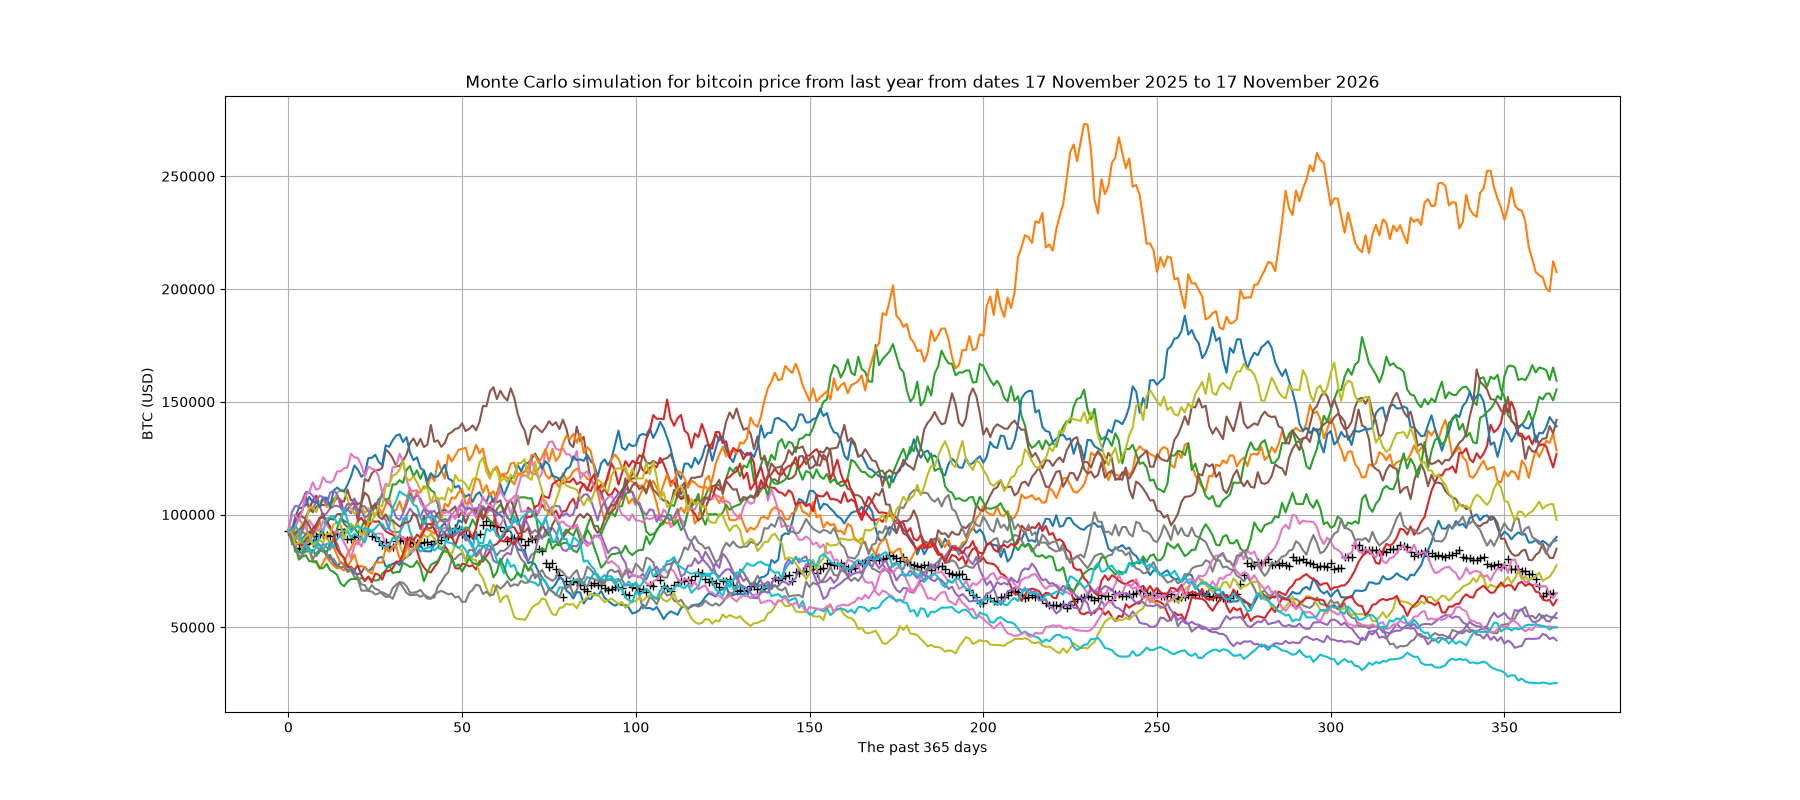 Monte Carlo simulation for bitcoin price from last year from dates 17 November 2025 to 17 November 2026
250000
200000
150000
100000
50000
BTC (USD)
0 50 100 150 200 250 300 350
The past 365 days